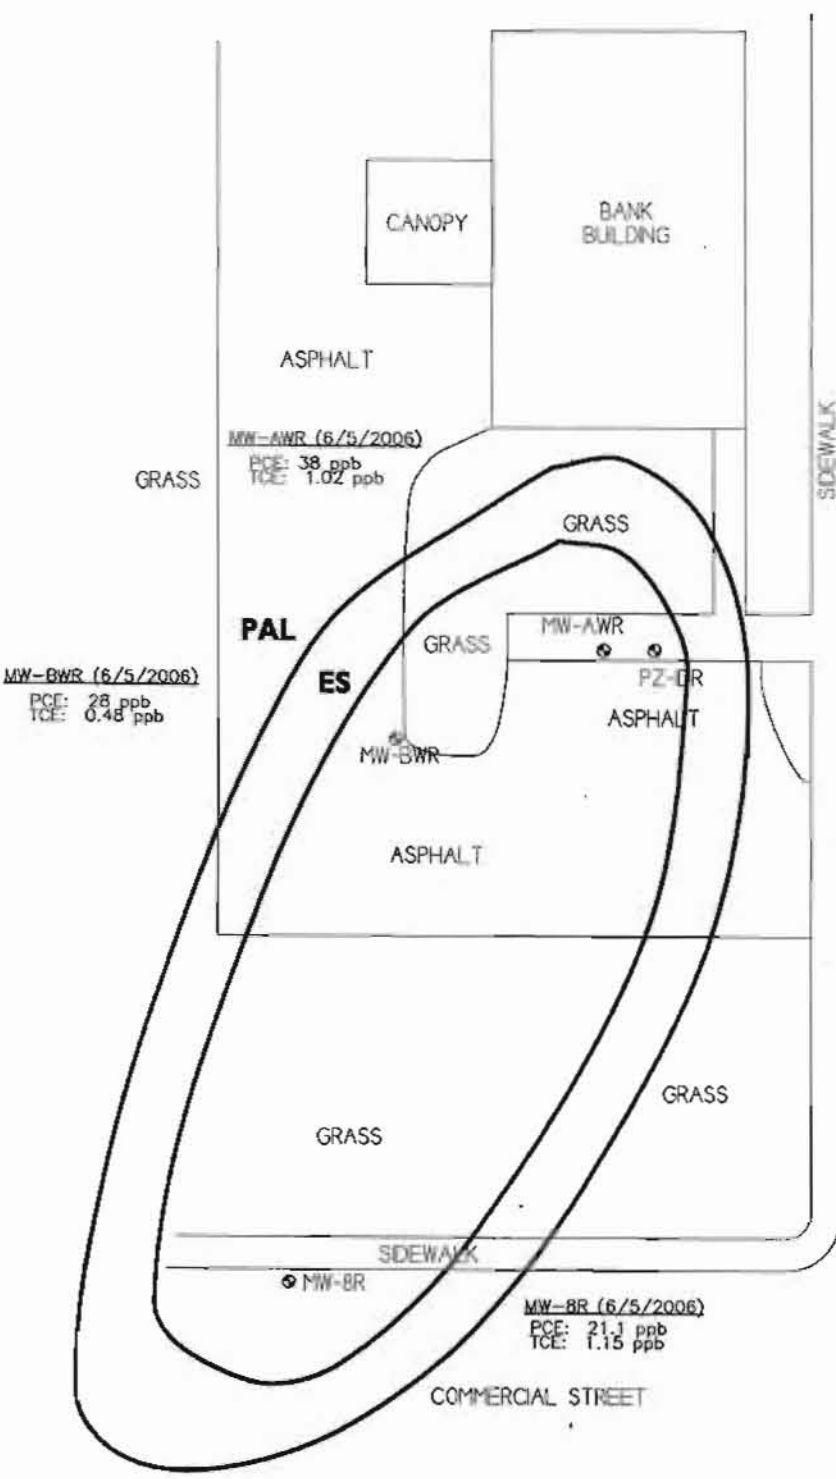 CANOPY
BANK
BUILDING
ASPHALT
SIDEWALK
MW-AWR (6/5/2006)
PCE: 38 ppb
TCE: 1.02 ppb
GRASS
GRASS
PAL
MW-AWR
GRASS
MW-BWR (6/5/2006)
PCE: 28 ppb
TCE: 0.48 ppb
ES
PZ-DR
ASPHALT
MW-BWR
ASPHALT
GRASS
GRASS
SIDEWALK
MW-8R
MW-8R (6/5/2006)
PCE: 21.1 ppb
TCE: 1.15 ppb
COMMERCIAL STREET